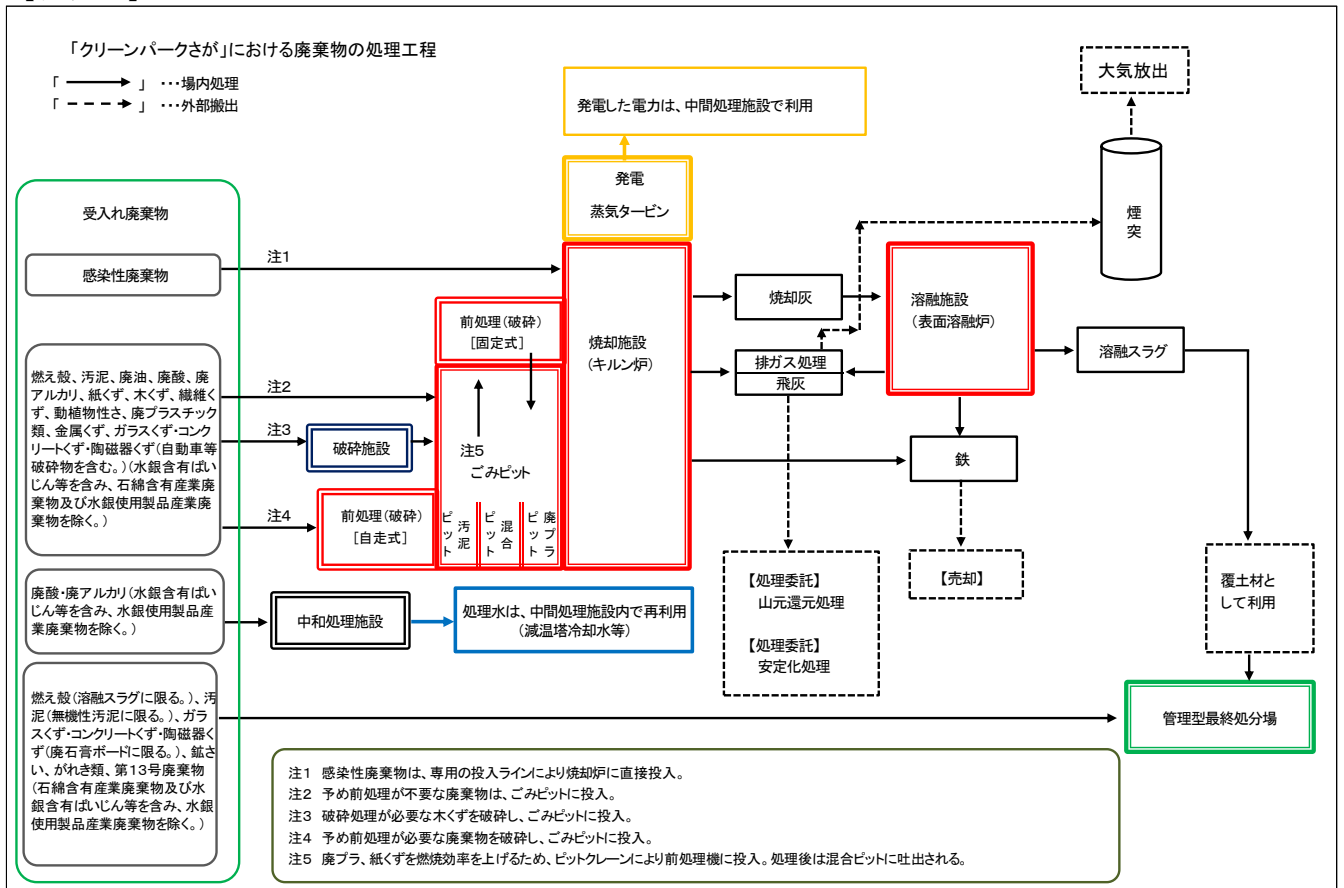 「クリーンパークさが」における廃棄物の処理工程
「 」 ・・・場内処理
「 」 ・・・外部搬出
発電した電力は、中間処理施設で利用
大気放出
発電
蒸気タービン
煙
突
受入れ廃棄物
感染性廃棄物
注1
前処理(破砕)
[固定式]
焼却施設
(キルン炉)
焼却灰
溶融施設
(表面溶融炉)
排ガス処理
飛灰
溶融スラグ
燃え殻、汚泥、廃油、廃酸、廃
アルカリ、紙くず、木くず、繊維く
ず、動植物性さ、廃プラスチック
類、金属くず、ガラスくず・コンク
リートくず・陶磁器くず(自動車等
破砕物を含む。)(水銀含有ばい
じん等を含み、石綿含有産業廃
棄物及び水銀使用製品産業廃
棄物を除く。)
注2
注3
破砕施設
注5
ごみピット
鉄
注4
前処理(破砕)
[自走式]
汚泥
ピット
混合
ピット
廃プラ
ピット
【処理委託】
山元還元処理
【処理委託】
安定化処理
【売却】
覆土材と
して利用
廃酸・廃アルカリ(水銀含有ばい
じん等を含み、水銀使用製品産
業廃棄物を除く。)
中和処理施設
処理水は、中間処理施設内で再利用
(減温塔冷却水等)
燃え殻(溶融スラグに限る。)、汚
泥(無機性汚泥に限る。)、ガラ
スくず・コンクリートくず・陶磁器く
ず(廃石膏ボードに限る。)、鉱さ
い、がれき類、第13号廃棄物
(石綿含有産業廃棄物及び水
銀含有ばいじん等を含み、水銀
使用製品産業廃棄物を除く。)
管理型最終処分場
注1 感染性廃棄物は、専用の投入ラインにより焼却炉に直接投入。
注2 予め前処理が不要な廃棄物は、ごみピットに投入。
注3 破砕処理が必要な木くずを破砕し、ごみピットに投入。
注4 予め前処理が必要な廃棄物を破砕し、ごみピットに投入。
注5 廃プラ、紙くずを燃焼効率を上げるため、ピットクレーンにより前処理機に投入。処理後は混合ピットに吐出される。